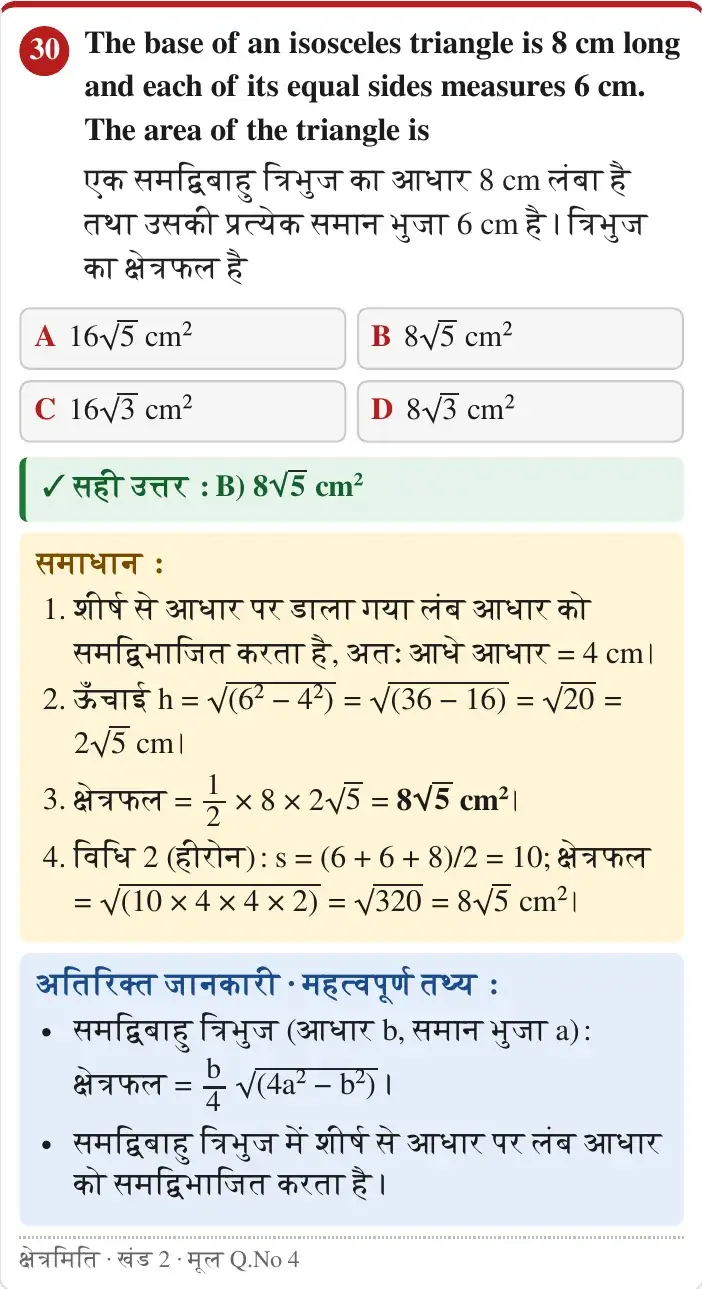 30 The base of an isosceles triangle is 8 cm long
and each of its equal sides measures 6 cm.
The area of the triangle is
एक समद्विबाहु त्रिभुज का आधार 8 cm लंबा है
तथा उसकी प्रत्येक समान भुजा 6 cm है। त्रिभुज
का क्षेत्रफल है
A 16√5 cm²
B 8√5 cm²
C 16√3 cm²
D 8√3 cm²
✓ सही उत्तर : B) 8√5 cm²
समाधान :
1. शीर्ष से आधार पर डाला गया लंब आधार को
समद्विभाजित करता है, अतः आधे आधार = 4 cm।
2. ऊँचाई h = √(6² − 4²) = √(36 − 16) = √20 =
2√5 cm।
3. क्षेत्रफल = 1/2 × 8 × 2√5 = 8√5 cm²।
4. विधि 2 (हीरोन) : s = (6 + 6 + 8)/2 = 10; क्षेत्रफल
= √(10 × 4 × 4 × 2) = √320 = 8√5 cm²।
अतिरिक्त जानकारी · महत्वपूर्ण तथ्य :
• समद्विबाहु त्रिभुज (आधार b, समान भुजा a) :
क्षेत्रफल = b/4 √(4a² − b²) ।
• समद्विबाहु त्रिभुज में शीर्ष से आधार पर लंब आधार
को समद्विभाजित करता है।
क्षेत्रमिति · खंड 2 · मूल Q.No 4